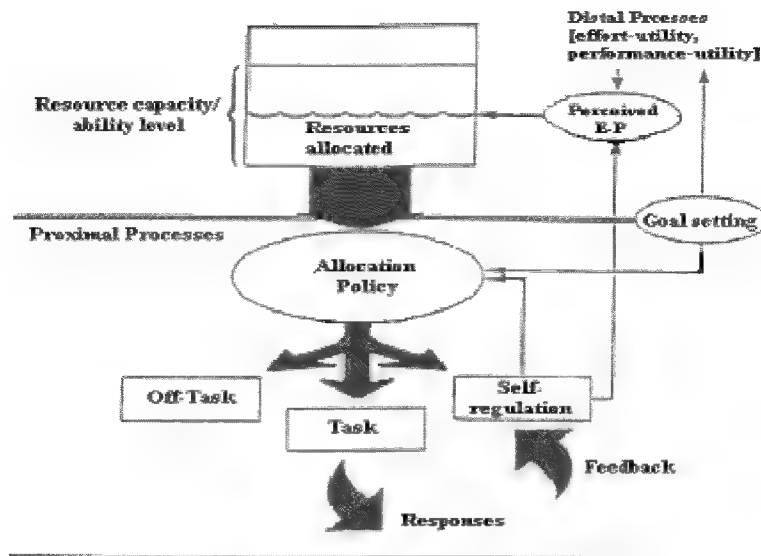 Distal Prcesses
[effort-utility,
performance-utility]
Resource capacity/
ability level
Resources
allocated
Perceived
E-P
Goal setting
Proximal Processes
Allocation
Policy
Off-Task
Task
Self-
regulation
Feedback
Responses